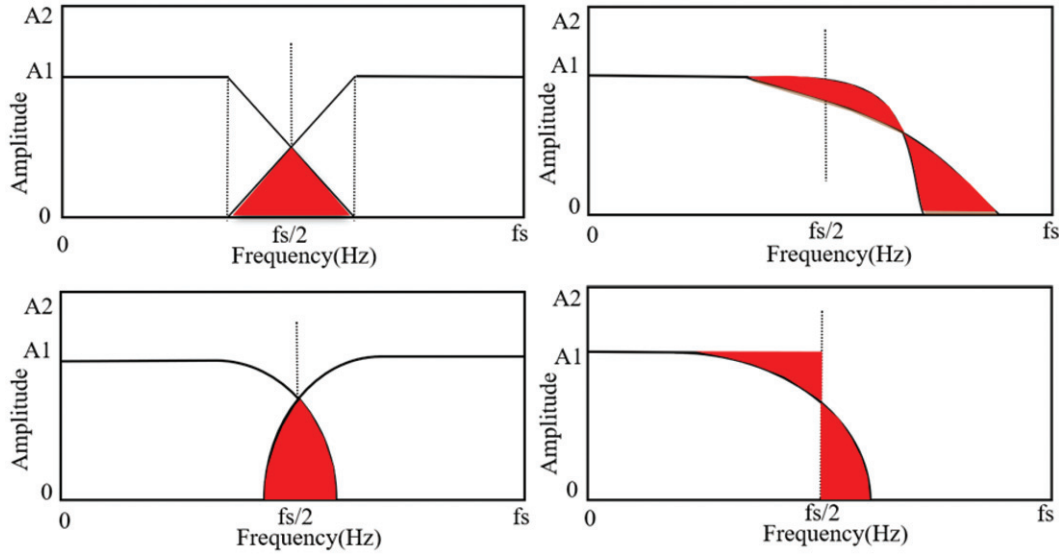 A2
A1
Amplitude
0
0
fs/2
fs
Frequency(Hz)
A2
A1
Amplitude
0
0
fs/2
fs
Frequency(Hz)
A2
A1
Amplitude
0
0
fs/2
fs
Frequency(Hz)
A2
A1
Amplitude
0
0
fs/2
fs
Frequency(Hz)